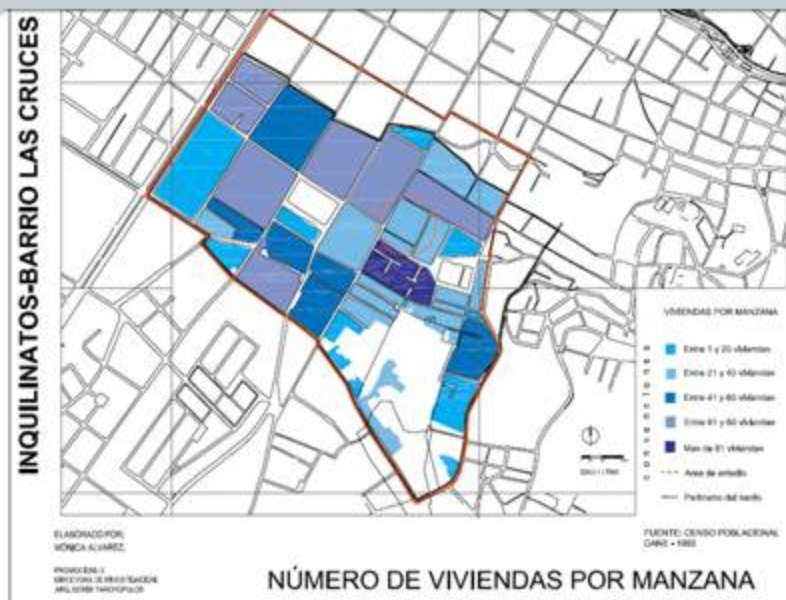 INQUILINATOS-BARRIO LAS CRUCES
VIVIENDAS POR MANZANA
Entre 1 y 20 viviendas
Entre 21 y 40 viviendas
Entre 41 y 60 viviendas
Entre 61 y 80 viviendas
Mas de 81 viviendas
Area de estudio
Perimetro del barrio
ELABORADO POR:
MÓNICA ALVAREZ.
FUENTE: CENSO POBLACIONAL
DANE
NÚMERO DE VIVIENDAS POR MANZANA